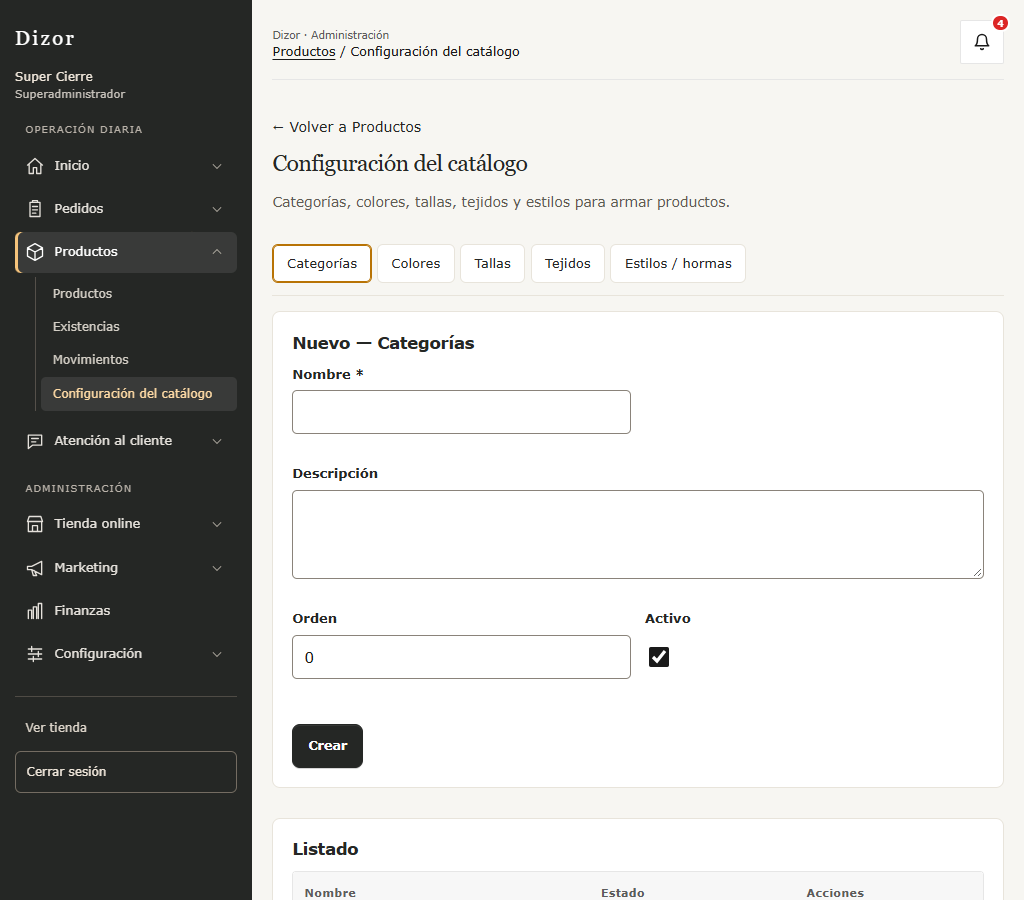 Dizor
Super Cierre
Superadministrador
OPERACIÓN DIARIA
Inicio
Pedidos
Productos
Productos
Existencias
Movimientos
Configuración del catálogo
Atención al cliente
ADMINISTRACIÓN
Tienda online
Marketing
Finanzas
Configuración
Ver tienda
Cerrar sesión
Dizor · Administración
Productos / Configuración del catálogo
4
← Volver a Productos
Configuración del catálogo
Categorías, colores, tallas, tejidos y estilos para armar productos.
Categorías Colores Tallas Tejidos Estilos / hormas
Nuevo — Categorías
Nombre *
Descripción
Orden Activo
0
Crear
Listado
Nombre Estado Acciones